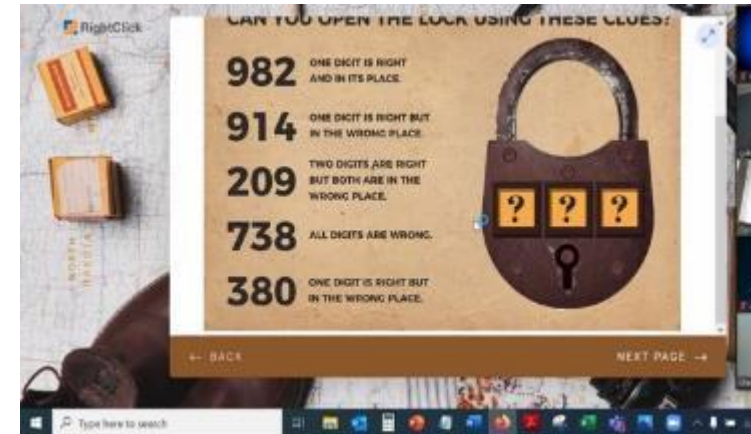 RightClick
CAN YOU OPEN THE LOCK USING THESE CLUES?
982 ONE DIGIT IS RIGHT
AND IN ITS PLACE.
914 ONE DIGIT IS RIGHT BUT
IN THE WRONG PLACE.
209 TWO DIGITS ARE RIGHT
BUT BOTH ARE IN THE
WRONG PLACE.
738 ALL DIGITS ARE WRONG.
380 ONE DIGIT IS RIGHT BUT
IN THE WRONG PLACE.
? ? ?
NORTH
DAKOTA
← BACK
NEXT PAGE →
Type here to search